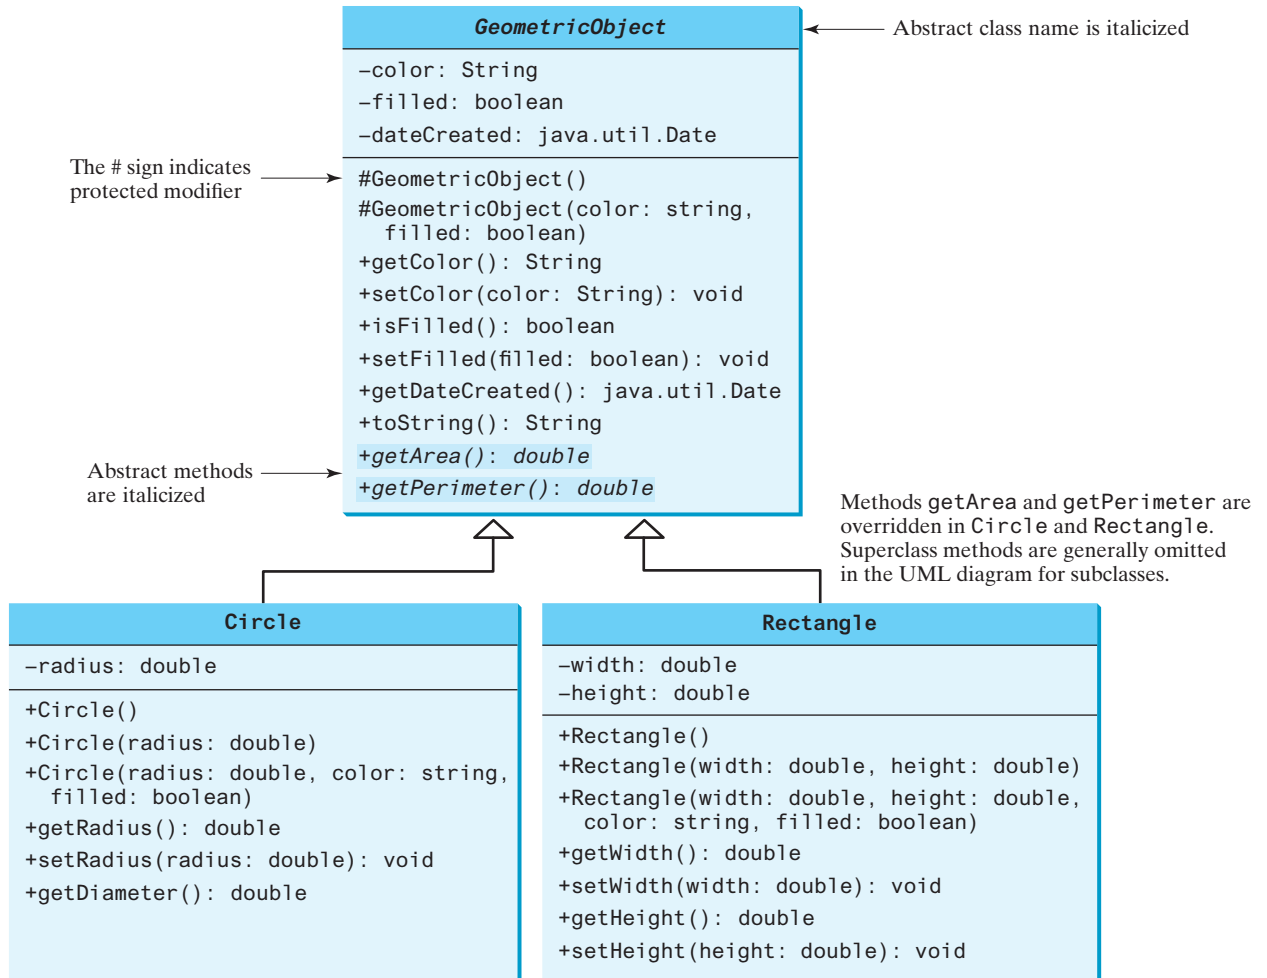 GeometricObject
Abstract class name is italicized
–color: String
–filled: boolean
–dateCreated: java.util.Date
The # sign indicates
protected modifier
#GeometricObject()
#GeometricObject(color: string,
filled: boolean)
+getColor(): String
+setColor(color: String): void
+isFilled(): boolean
+setFilled(filled: boolean): void
+getDateCreated(): java.util.Date
+toString(): String
+getArea(): double
+getPerimeter(): double
Abstract methods
are italicized
Methods getArea and getPerimeter are
overridden in Circle and Rectangle.
Superclass methods are generally omitted
in the UML diagram for subclasses.
Circle
–radius: double
+Circle()
+Circle(radius: double)
+Circle(radius: double, color: string,
filled: boolean)
+getRadius(): double
+setRadius(radius: double): void
+getDiameter(): double
Rectangle
–width: double
–height: double
+Rectangle()
+Rectangle(width: double, height: double)
+Rectangle(width: double, height: double,
color: string, filled: boolean)
+getWidth(): double
+setWidth(width: double): void
+getHeight(): double
+setHeight(height: double): void